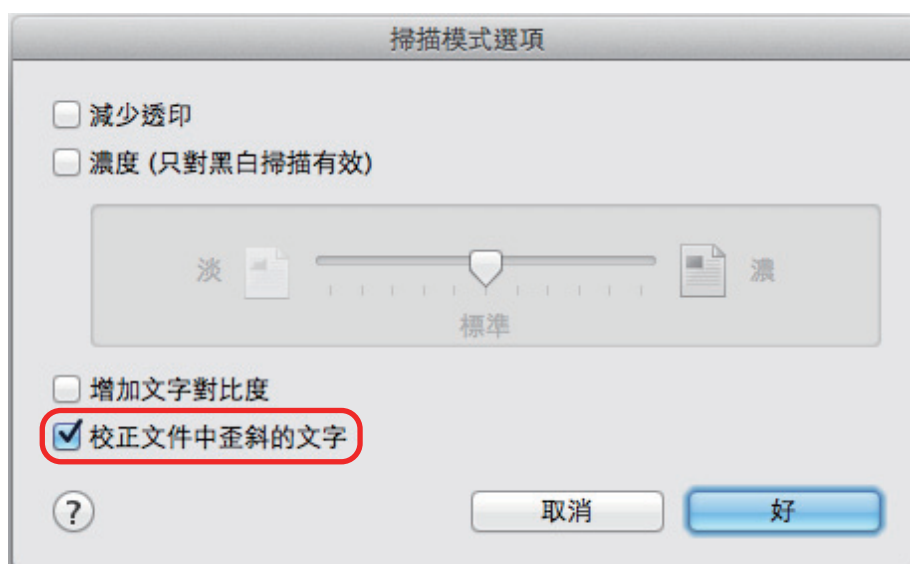 掃描模式選項
減少透印
濃度 (只對黑白掃描有效)
淡 濃
標準
增加文字對比度
校正文件中歪斜的文字
? 取消 好